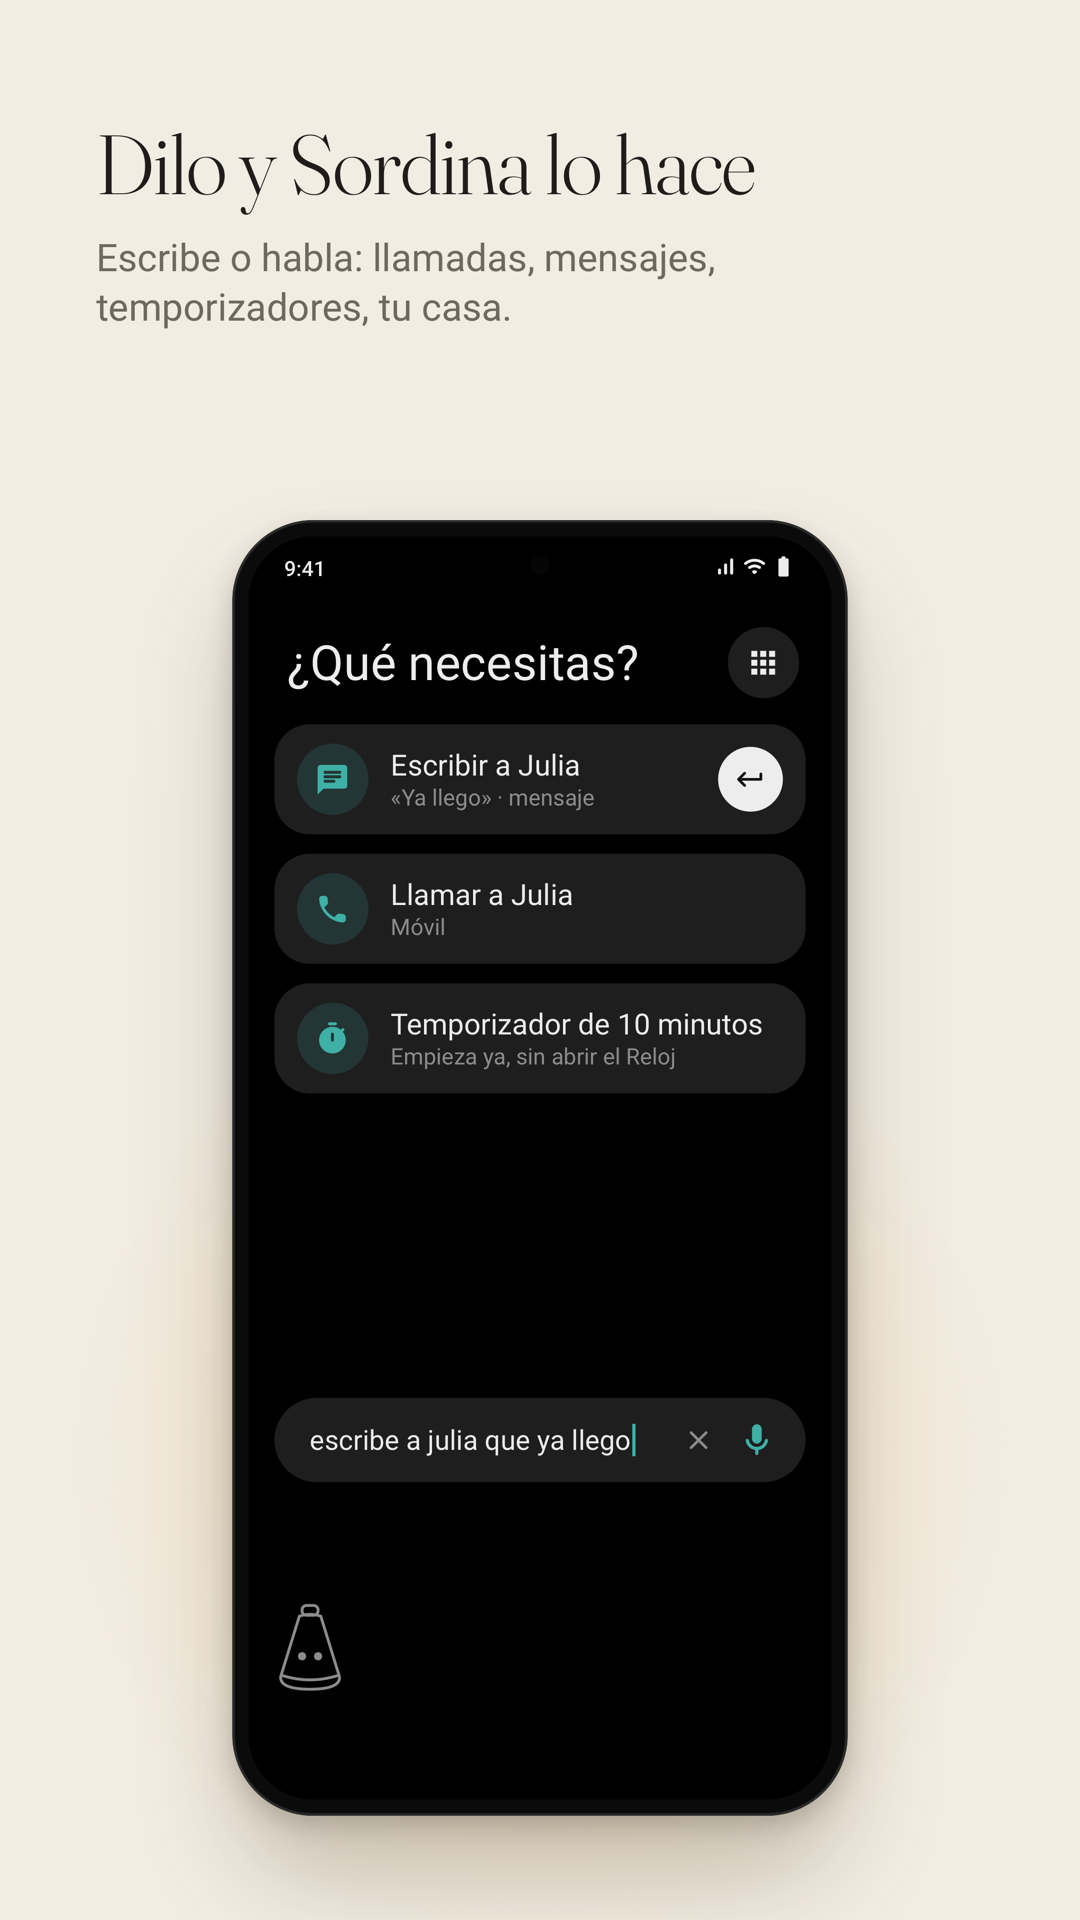 Dilo y Sordina lo hace
Escribe o habla: llamadas, mensajes,
temporizadores, tu casa.
9:41
¿Qué necesitas?
Escribir a Julia
«Ya llego» · mensaje
Llamar a Julia
Móvil
Temporizador de 10 minutos
Empieza ya, sin abrir el Reloj
escribe a julia que ya llego